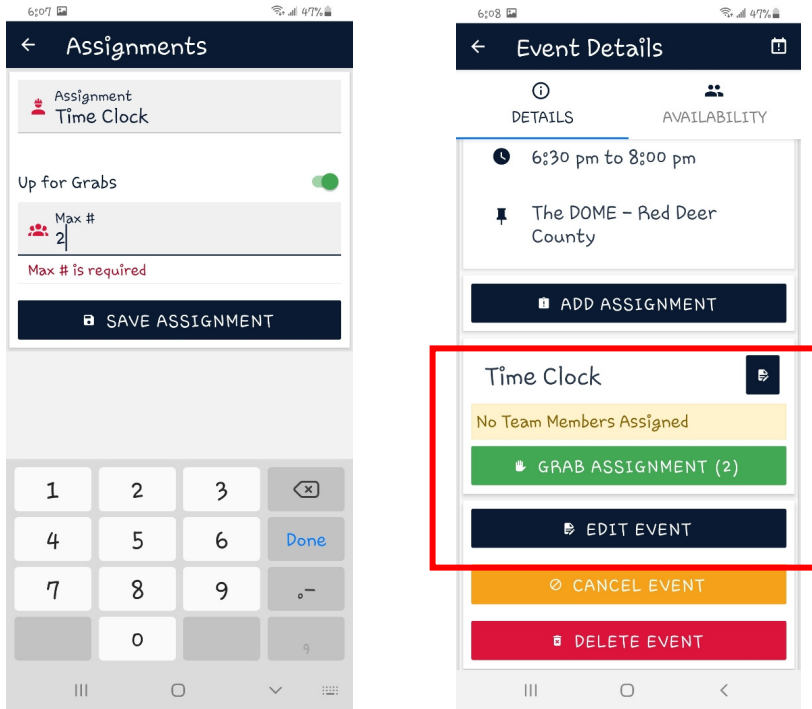 6:07
47%
Assignments
Assignment
Time Clock
Up for Grabs
Max #
2
Max # is required
SAVE ASSIGNMENT
1 2 3
4 5 6 Done
7 8 9 .-
0 ,
6:08
47%
Event Details
DETAILS AVAILABILITY
6:30 pm to 8:00 pm
The DOME - Red Deer
County
ADD ASSIGNMENT
Time Clock
No Team Members Assigned
GRAB ASSIGNMENT (2)
EDIT EVENT
CANCEL EVENT
DELETE EVENT